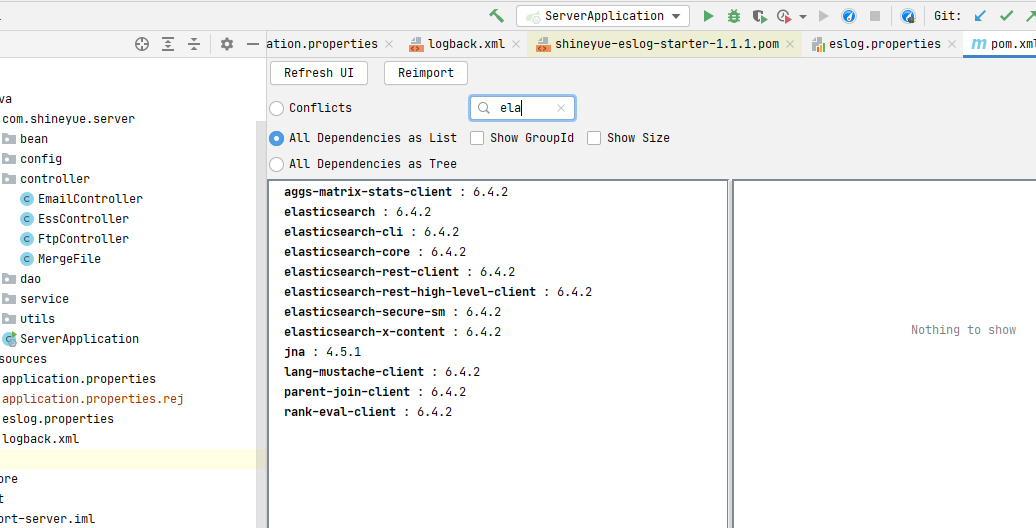 ServerApplication
Git:
ation.properties
logback.xml
shineyue-eslog-starter-1.1.1.pom
eslog.properties
pom.xml
Refresh UI
Reimport
Conflicts
ela
All Dependencies as List
Show GroupId
Show Size
All Dependencies as Tree
va
com.shineyue.server
bean
config
controller
EmailController
EssController
FtpController
MergeFile
dao
service
utils
ServerApplication
sources
application.properties
application.properties.rej
eslog.properties
logback.xml
ore
t
ort-server.iml
aggs-matrix-stats-client : 6.4.2
elasticsearch : 6.4.2
elasticsearch-cli : 6.4.2
elasticsearch-core : 6.4.2
elasticsearch-rest-client : 6.4.2
elasticsearch-rest-high-level-client : 6.4.2
elasticsearch-secure-sm : 6.4.2
elasticsearch-x-content : 6.4.2
jna : 4.5.1
lang-mustache-client : 6.4.2
parent-join-client : 6.4.2
rank-eval-client : 6.4.2
Nothing to show